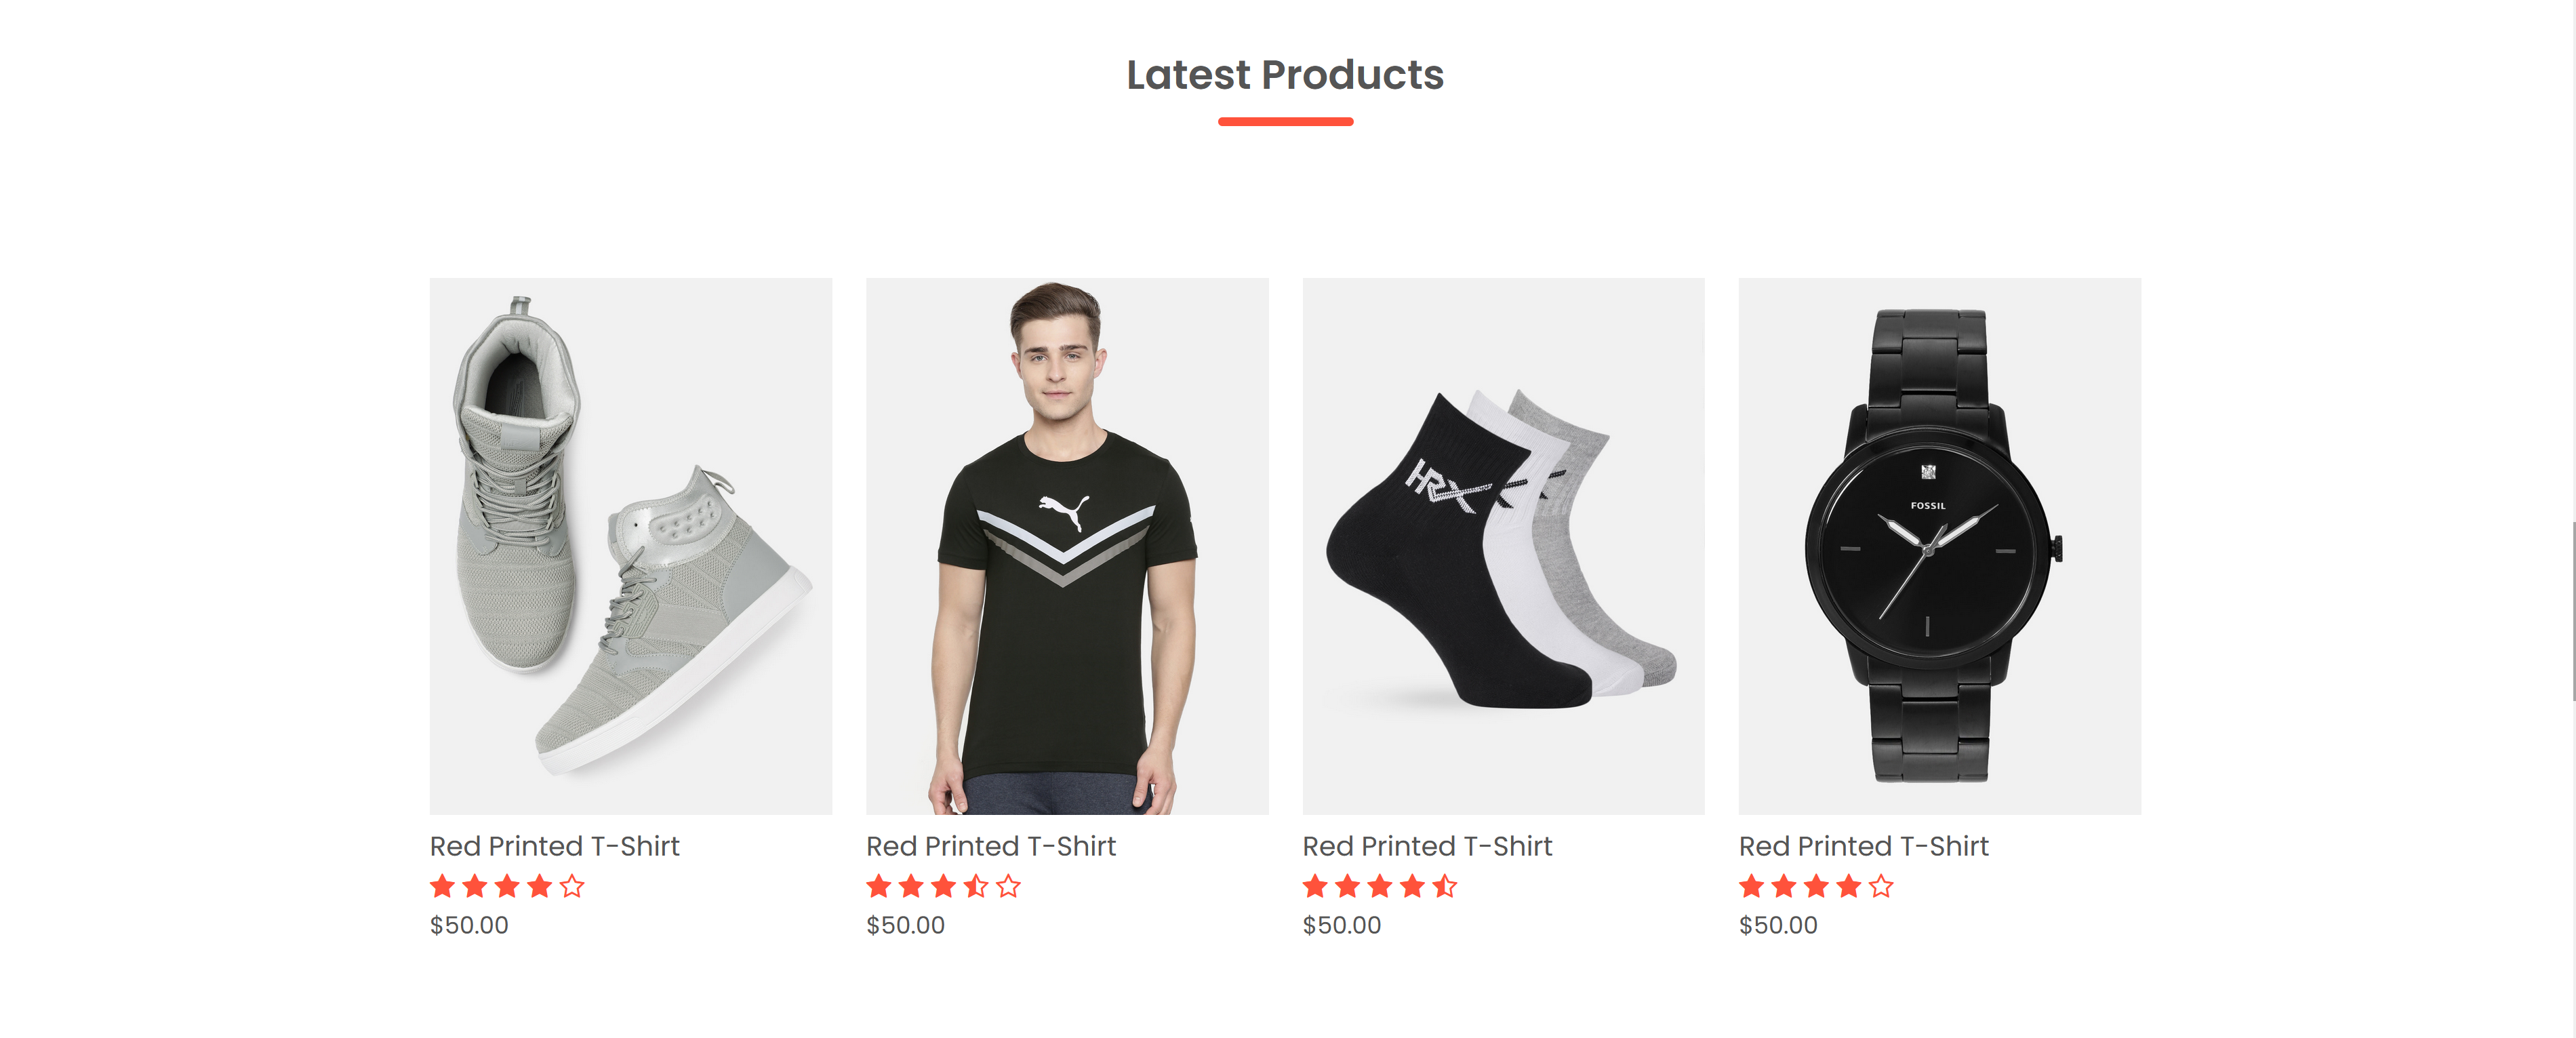 Latest Products
HRX
FOSSIL
Red Printed T-Shirt
$50.00
Red Printed T-Shirt
$50.00
Red Printed T-Shirt
$50.00
Red Printed T-Shirt
$50.00